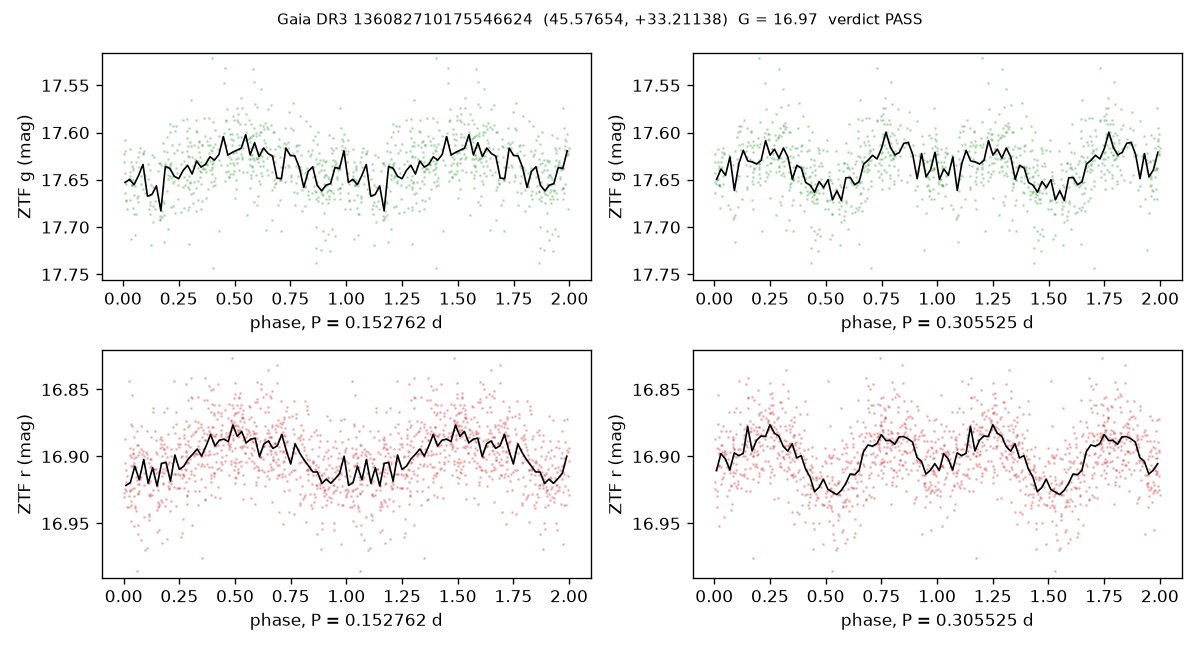 Gaia DR3 136082710175546624 (45.57654, +33.21138) G = 16.97 verdict PASS
ZTF g (mag)
17.55
17.60
17.65
17.70
17.75
0.00 0.25 0.50 0.75 1.00 1.25 1.50 1.75 2.00
phase, P = 0.152762 d
ZTF g (mag)
17.55
17.60
17.65
17.70
17.75
0.00 0.25 0.50 0.75 1.00 1.25 1.50 1.75 2.00
phase, P = 0.305525 d
ZTF r (mag)
16.85
16.90
16.95
0.00 0.25 0.50 0.75 1.00 1.25 1.50 1.75 2.00
phase, P = 0.152762 d
ZTF r (mag)
16.85
16.90
16.95
0.00 0.25 0.50 0.75 1.00 1.25 1.50 1.75 2.00
phase, P = 0.305525 d